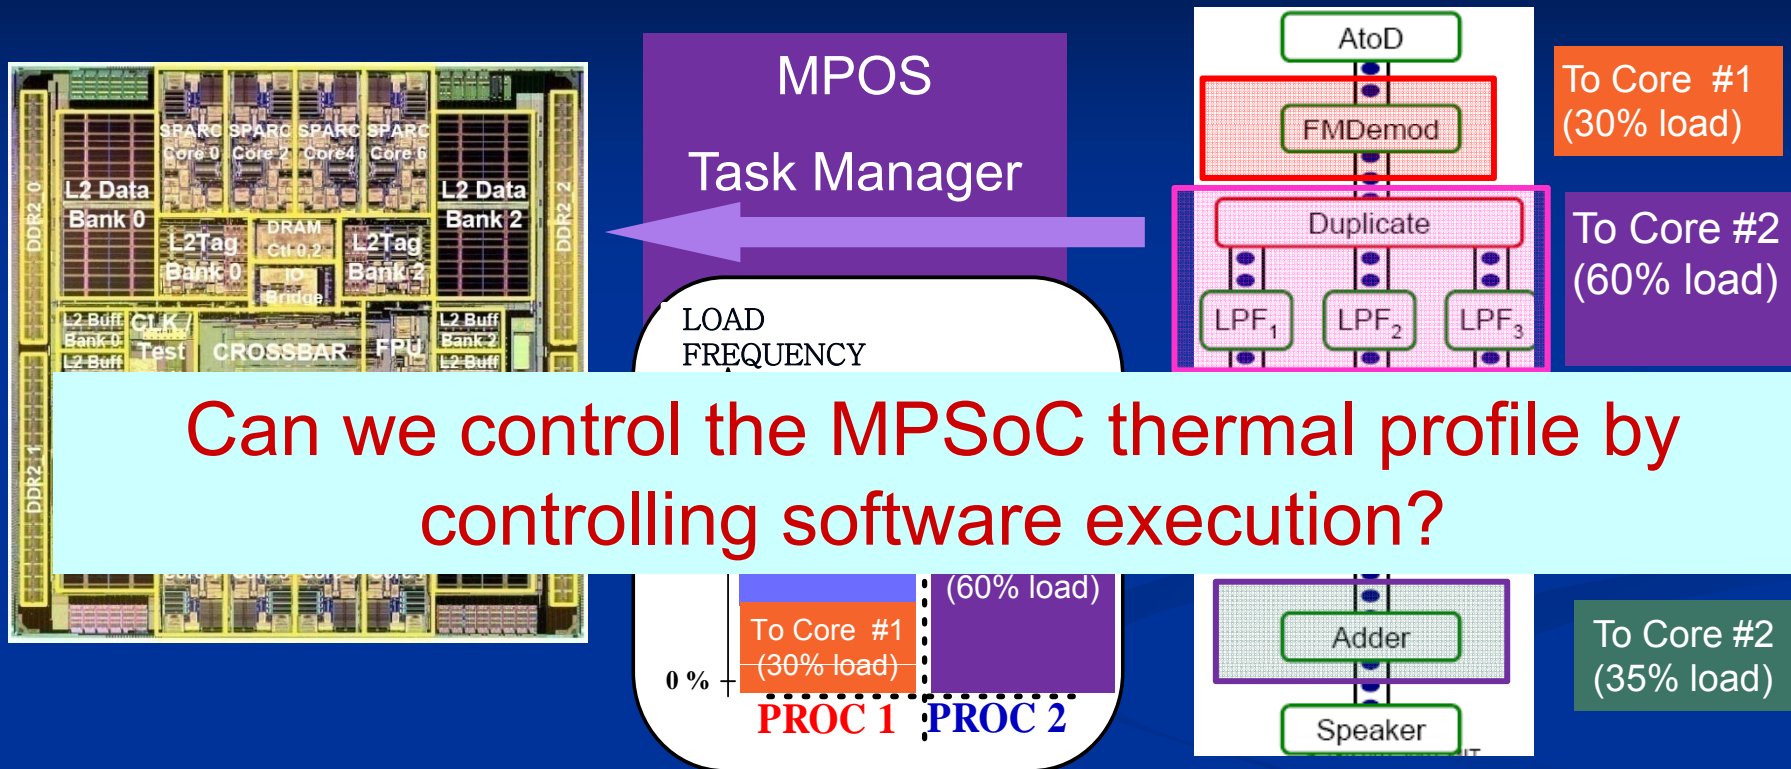 MPOS
Task Manager
SPARC SPARC SPARC SPARC
Core 0 Core 2 Core4 Core 6
L2 Data
Bank 0
L2 Data
Bank 2
DDR2_0
DDR2_2
DRAM
Ctl 0,2
L2Tag
Bank 0
L2Tag
Bank 2
IO
Bridge
L2 Buff
Bank 0
L2 Buff
CLK /
Test
CROSSBAR
FPU
L2 Buff
Bank 2
L2 Buff
DDR2_1
LOAD
FREQUENCY
Can we control the MPSoC thermal profile by
controlling software execution?
To Core #1
(30% load)
(60% load)
0 %
PROC 1
PROC 2
AtoD
FMDemod
Duplicate
LPF1
LPF2
LPF3
Adder
Speaker
To Core #1
(30% load)
To Core #2
(60% load)
To Core #2
(35% load)